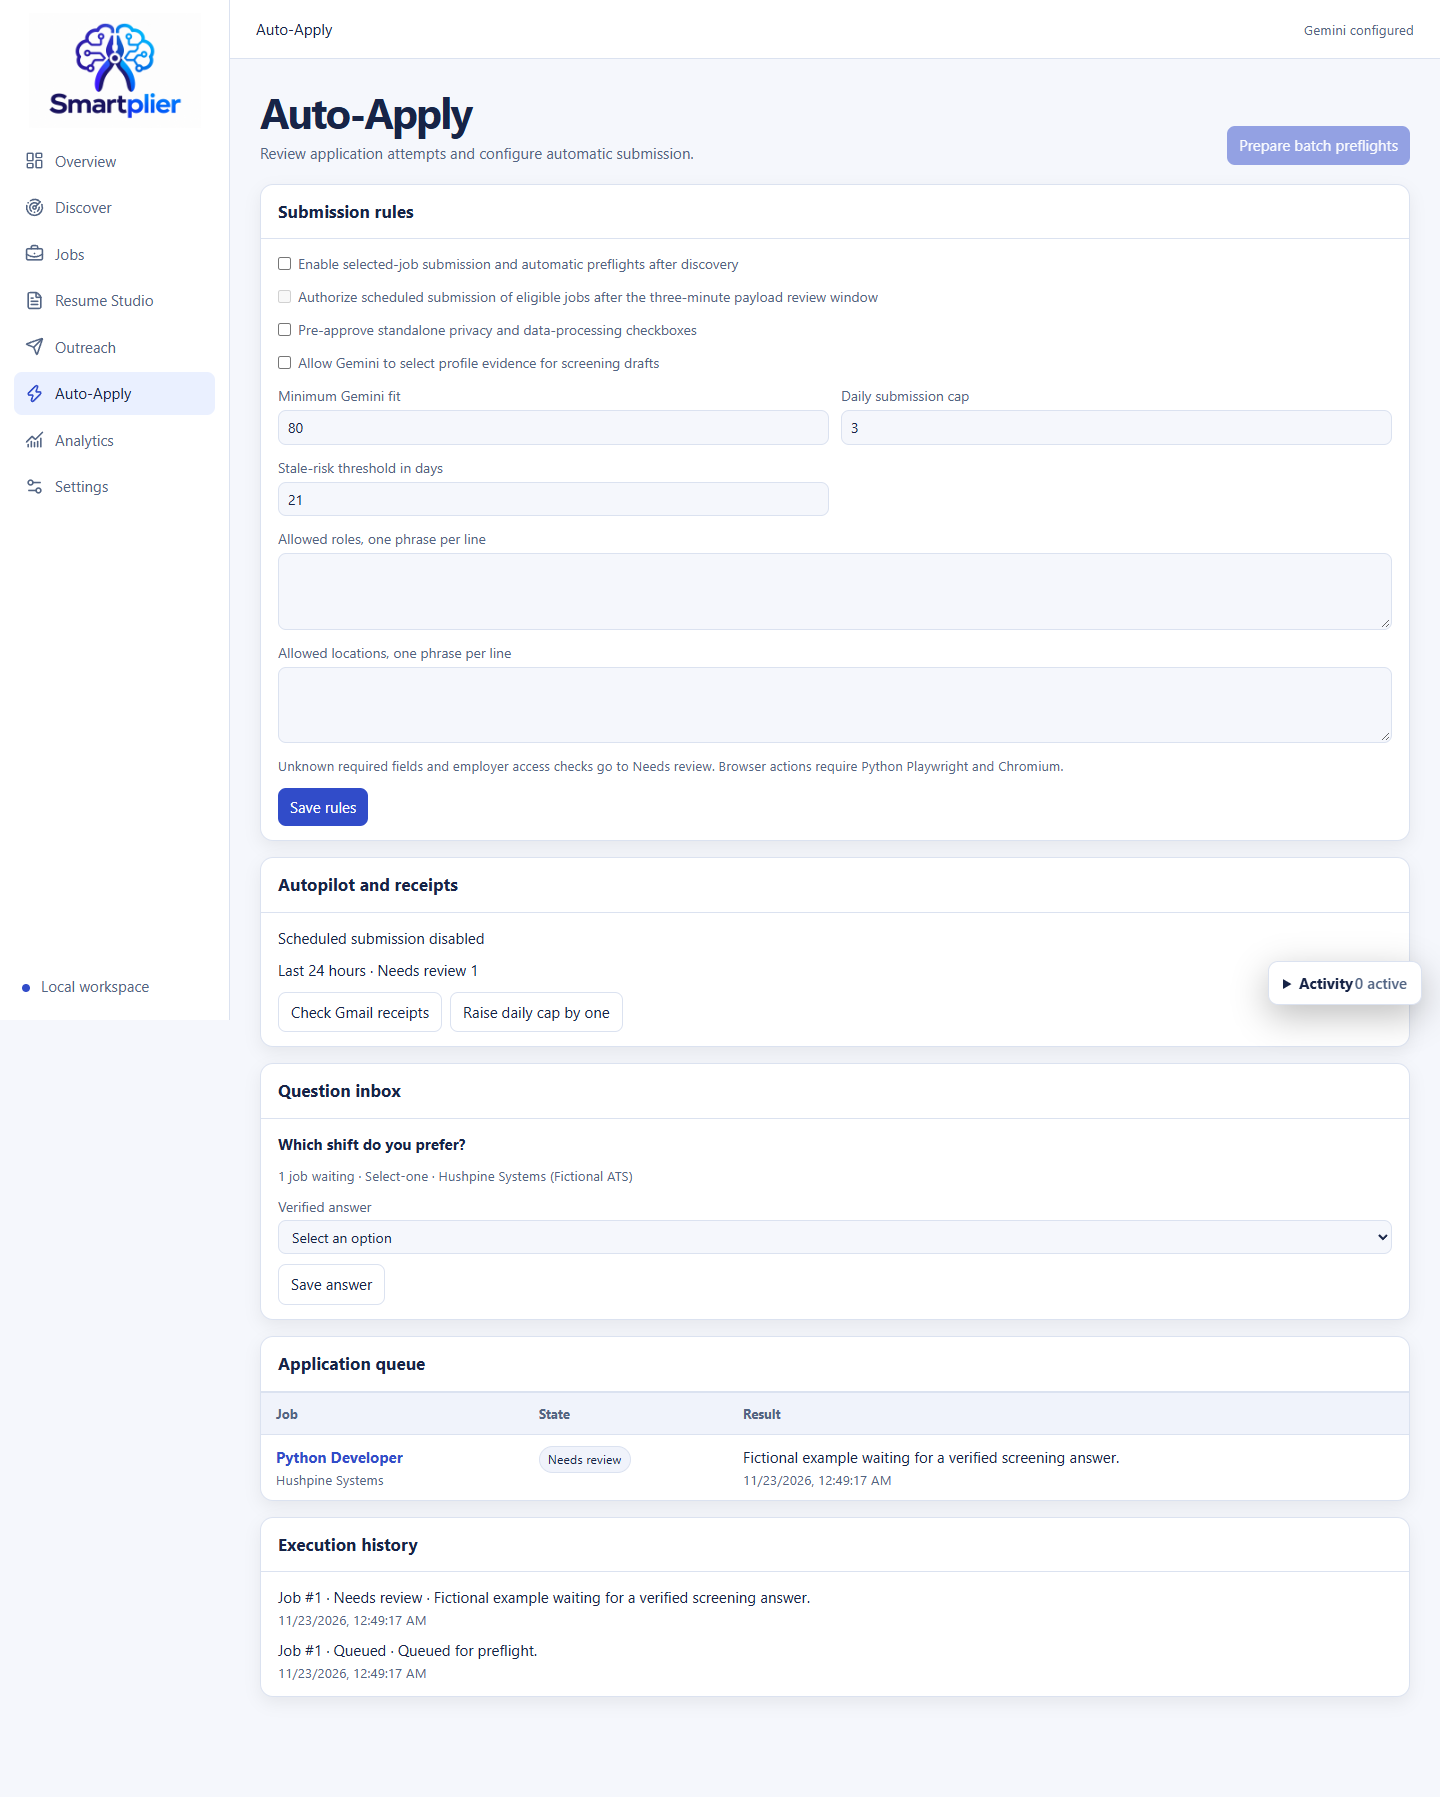 Smartplier
Overview
Discover
Jobs
Resume Studio
Outreach
Auto-Apply
Analytics
Settings
Local workspace
Auto-Apply
Gemini configured
Auto-Apply
Review application attempts and configure automatic submission.
Prepare batch preflights
Submission rules
Enable selected-job submission and automatic preflights after discovery
Authorize scheduled submission of eligible jobs after the three-minute payload review window
Pre-approve standalone privacy and data-processing checkboxes
Allow Gemini to select profile evidence for screening drafts
Minimum Gemini fit
80
Daily submission cap
3
Stale-risk threshold in days
21
Allowed roles, one phrase per line
Allowed locations, one phrase per line
Unknown required fields and employer access checks go to Needs review. Browser actions require Python Playwright and Chromium.
Save rules
Autopilot and receipts
Scheduled submission disabled
Last 24 hours · Needs review 1
Check Gmail receipts
Raise daily cap by one
Activity 0 active
Question inbox
Which shift do you prefer?
1 job waiting · Select-one · Hushpine Systems (Fictional ATS)
Verified answer
Select an option
Save answer
Application queue
Job State Result
Python Developer
Hushpine Systems
Needs review
Fictional example waiting for a verified screening answer.
11/23/2026, 12:49:17 AM
Execution history
Job #1 · Needs review · Fictional example waiting for a verified screening answer.
11/23/2026, 12:49:17 AM
Job #1 · Queued · Queued for preflight.
11/23/2026, 12:49:17 AM